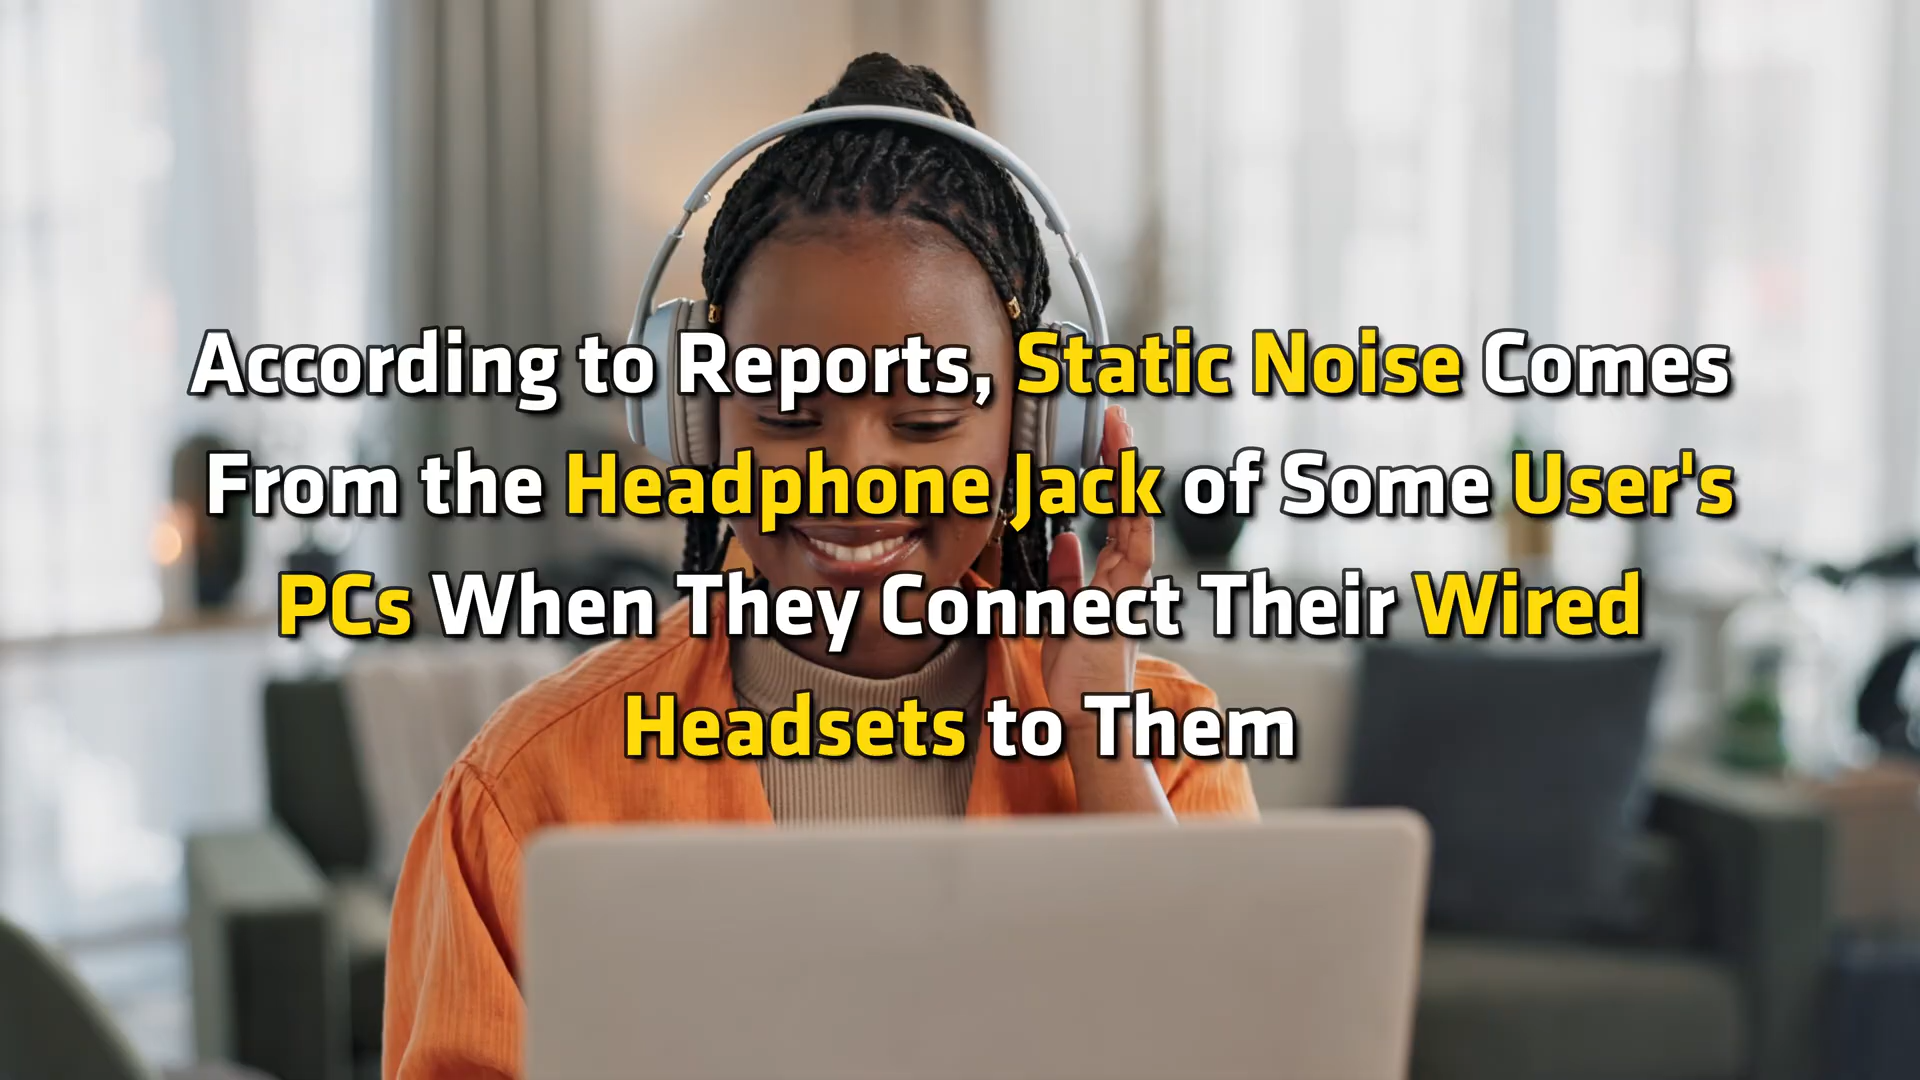 According to Reports, Static Noise Comes
From the Headphone Jack of Some User's
PCs When They Connect Their Wired
Headsets to Them